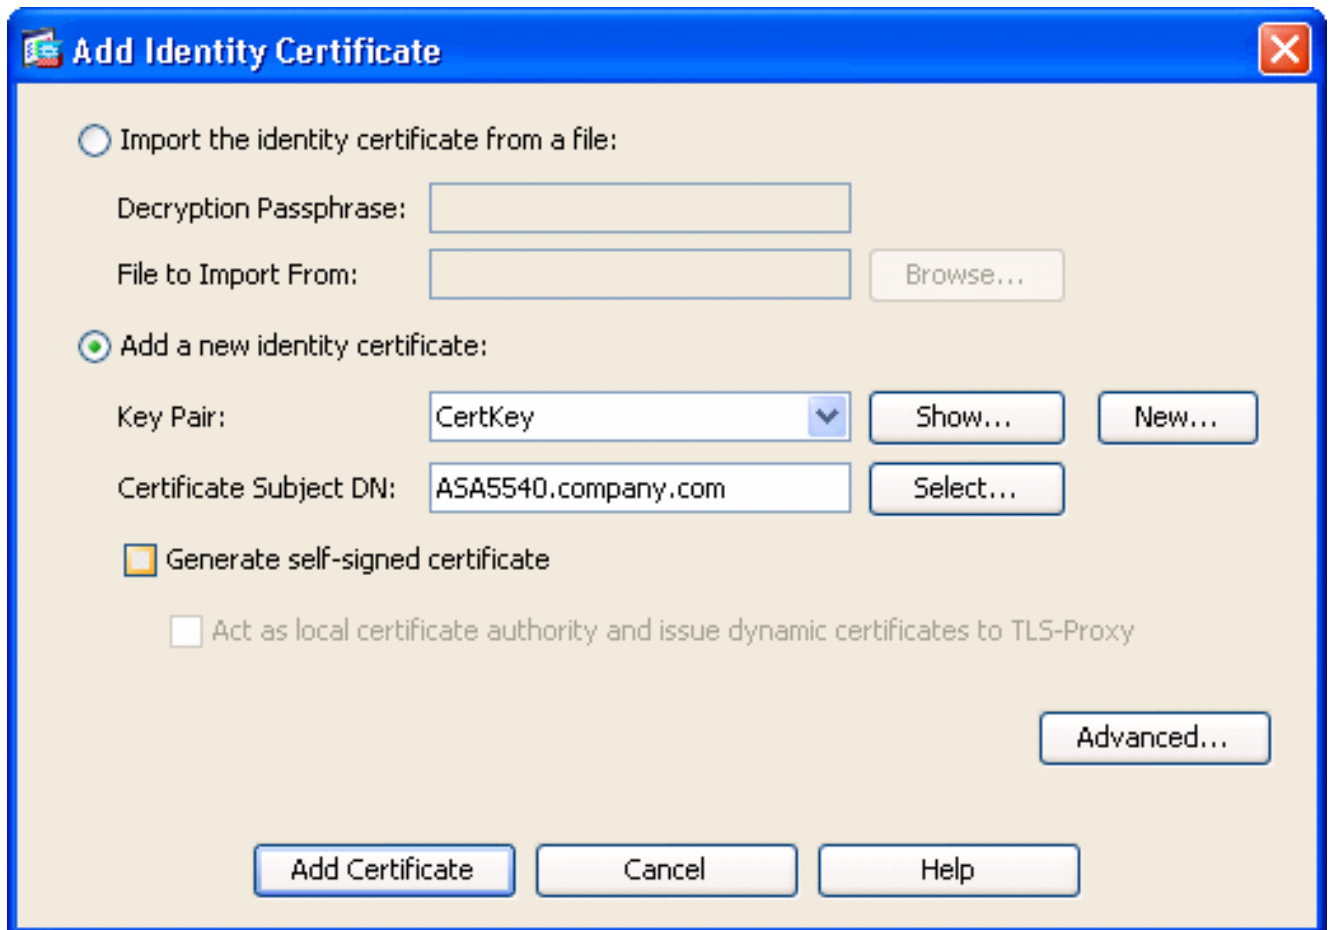 Add Identity Certificate
Import the identity certificate from a file:
Decryption Passphrase:
File to Import From: Browse...
Add a new identity certificate:
Key Pair: CertKey Show... New...
Certificate Subject DN: ASA5540.company.com Select...
Generate self-signed certificate
Act as local certificate authority and issue dynamic certificates to TLS-Proxy
Advanced...
Add Certificate Cancel Help